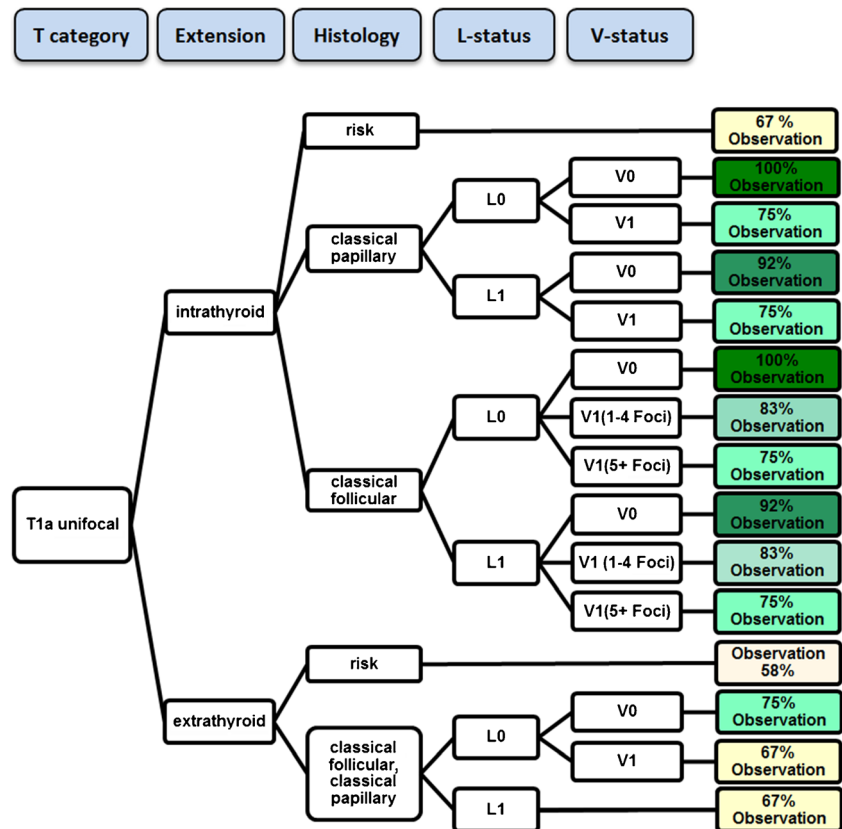 T category
Extension
Histology
L-status
V-status
risk
67 %
Observation
V0
100%
Observation
L0
V1
75%
Observation
classical
papillary
V0
92%
Observation
L1
V1
75%
Observation
intrathyroid
V0
100%
Observation
L0
V1(1-4 Foci)
83%
Observation
V1(5+ Foci)
75%
Observation
classical
follicular
V0
92%
Observation
T1a unifocal
L1
V1 (1-4 Foci)
83%
Observation
V1(5+ Foci)
75%
Observation
risk
Observation
58%
extrathyroid
V0
75%
Observation
L0
V1
67%
Observation
classical
follicular,
classical
papillary
L1
67%
Observation